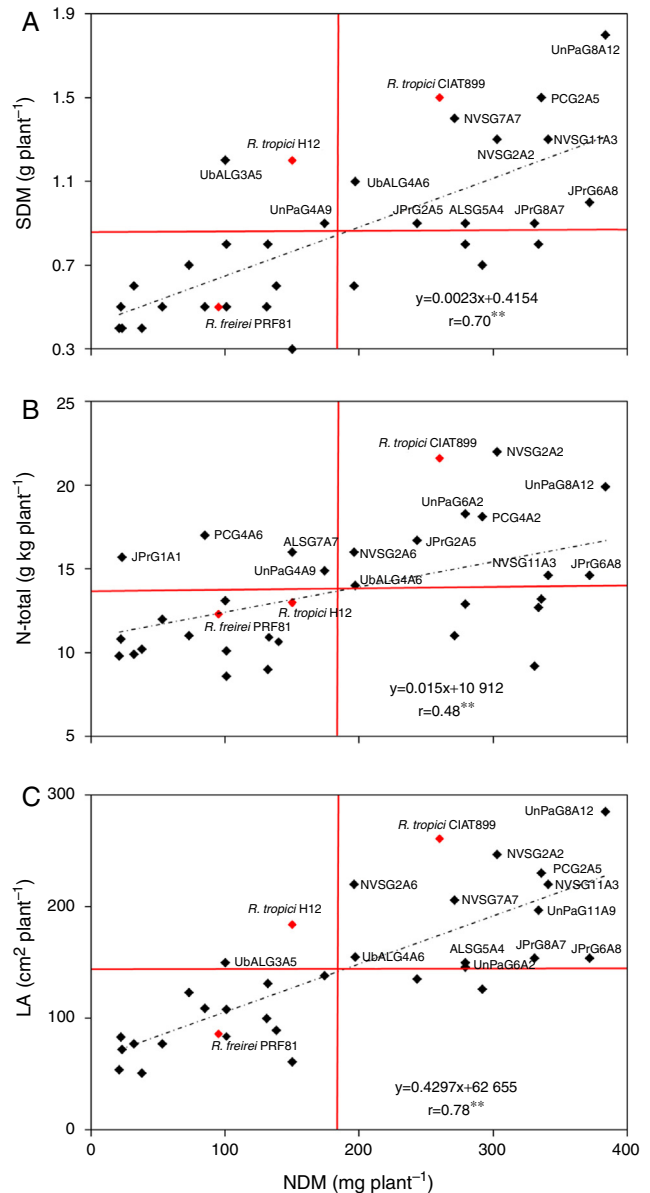 A
1.9
UnPaG8A12
R. tropici CIAT899
1.5
PCG2A5
NVSG7A7
R. tropici H12
NVSG11A3
NVSG2A2
SDM (g plant⁻¹)
UbALG3A5
1.1
UbALG4A6
JPrG6A8
UnPaG4A9
JPrG2A5
ALSG5A4
JPrG8A7
0.7
y=0.0023x+0.4154
R. freirei PRF81
r=0.70**
0.3
B
25
R. tropici CIAT899
NVSG2A2
20
UnPaG8A12
UnPaG6A2
PCG4A2
N-total (g kg plant⁻¹)
PCG4A6
ALSG7A7
JPrG2A5
JPrG1A1
NVSG2A6
15
UnPaG4A9
NVSG11A3
JPrG6A8
UbALG4A6
R. tropici H12
R. freirei PRF81
10
y=0.015x+10 912
r=0.48**
5
C
300
UnPaG8A12
R. tropici CIAT899
NVSG2A2
PCG2A5
NVSG2A6
NVSG11A3
200
R. tropici H12
NVSG7A7
UnPaG11A9
LA (cm² plant⁻¹)
UbALG3A5
UbALG4A6
ALSG5A4
JPrG8A7
JPrG6A8
UnPaG6A2
100
R. freirei PRF81
y=0.4297x+62 655
r=0.78**
0
0
100
200
300
400
NDM (mg plant⁻¹)